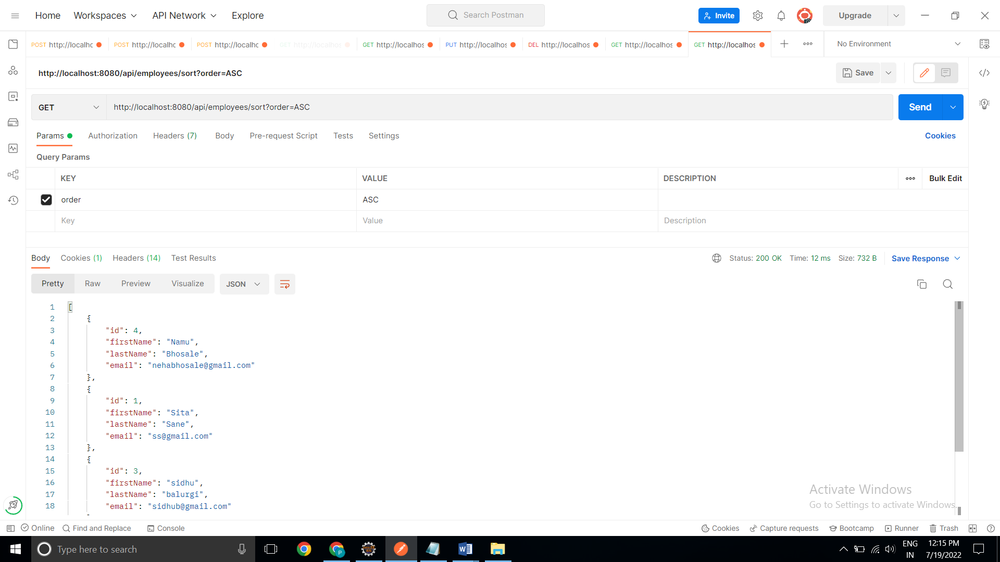 Home Workspaces API Network Explore Search Postman Invite Upgrade
POST http://localhc POST http://localhc POST http://localhc GET http://localhos GET http://localhos PUT http://localhos DEL http://localhos GET http://localhos GET http://localhos No Environment
http://localhost:8080/api/employees/sort?order=ASC Save
GET http://localhost:8080/api/employees/sort?order=ASC Send
Params Authorization Headers (7) Body Pre-request Script Tests Settings Cookies
Query Params
KEY VALUE DESCRIPTION Bulk Edit
order ASC
Key Value Description
Body Cookies (1) Headers (14) Test Results Status: 200 OK Time: 12 ms Size: 732 B Save Response
Pretty Raw Preview Visualize JSON
1 [
2 {
3 "id": 4,
4 "firstName": "Namu",
5 "lastName": "Bhosale",
6 "email": "nehabhosale@gmail.com"
7 },
8 {
9 "id": 1,
10 "firstName": "Sita",
11 "lastName": "Sane",
12 "email": "ss@gmail.com"
13 },
14 {
15 "id": 3,
16 "firstName": "sidhu",
17 "lastName": "balurgi",
18 "email": "sidhub@gmail.com"
Activate Windows
Go to Settings to activate Windows.
Online Find and Replace Console Cookies Capture requests Bootcamp Runner Trash
Type here to search ENG 12:15 PM
IN 7/19/2022